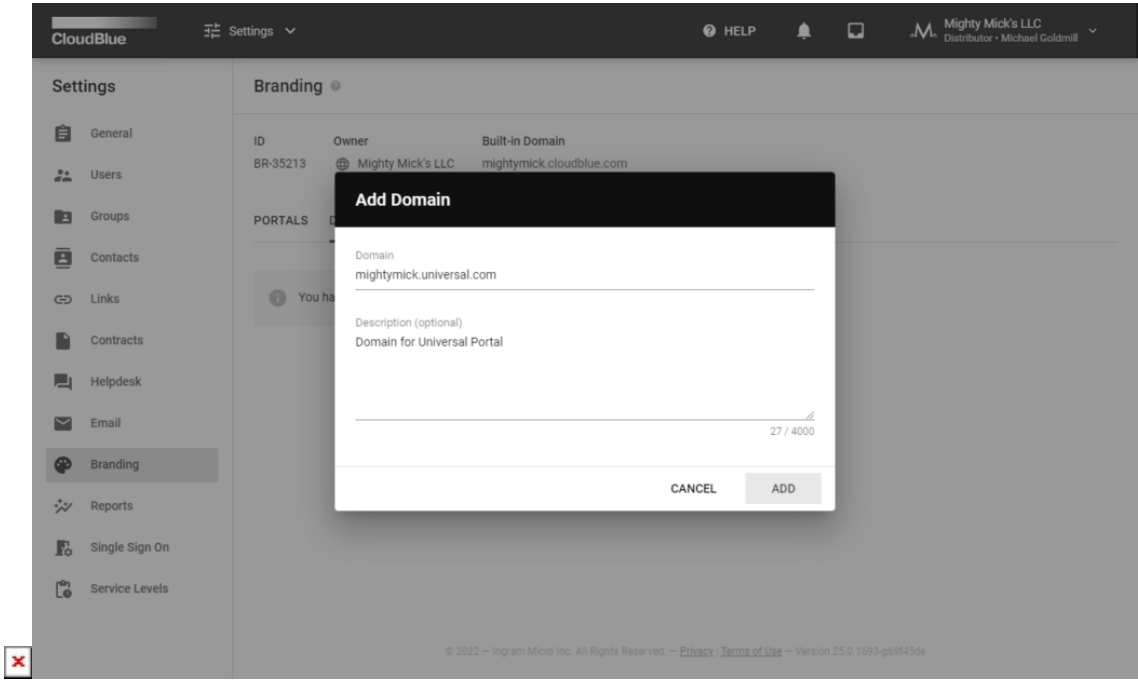 CloudBlue.
Settings
HELP
Mighty Mick's LLC
Distributor • Michael Goldmill
Settings
General
Users
Groups
Contacts
Links
Contracts
Helpdesk
Email
Branding
Reports
Single Sign On
Service Levels
Branding
ID Owner Built-in Domain
BR-35213 Mighty Mick's LLC mightymick.cloudblue.com
PORTALS
You
Add Domain
Domain
mightymick.universal.com
Description (optional)
Domain for Universal Portal
27 / 4000
CANCEL ADD
© 2022 – Ingram Micro Inc. All Rights Reserved. – Privacy | Terms of Use – Version 25.0.1693-g69f45de